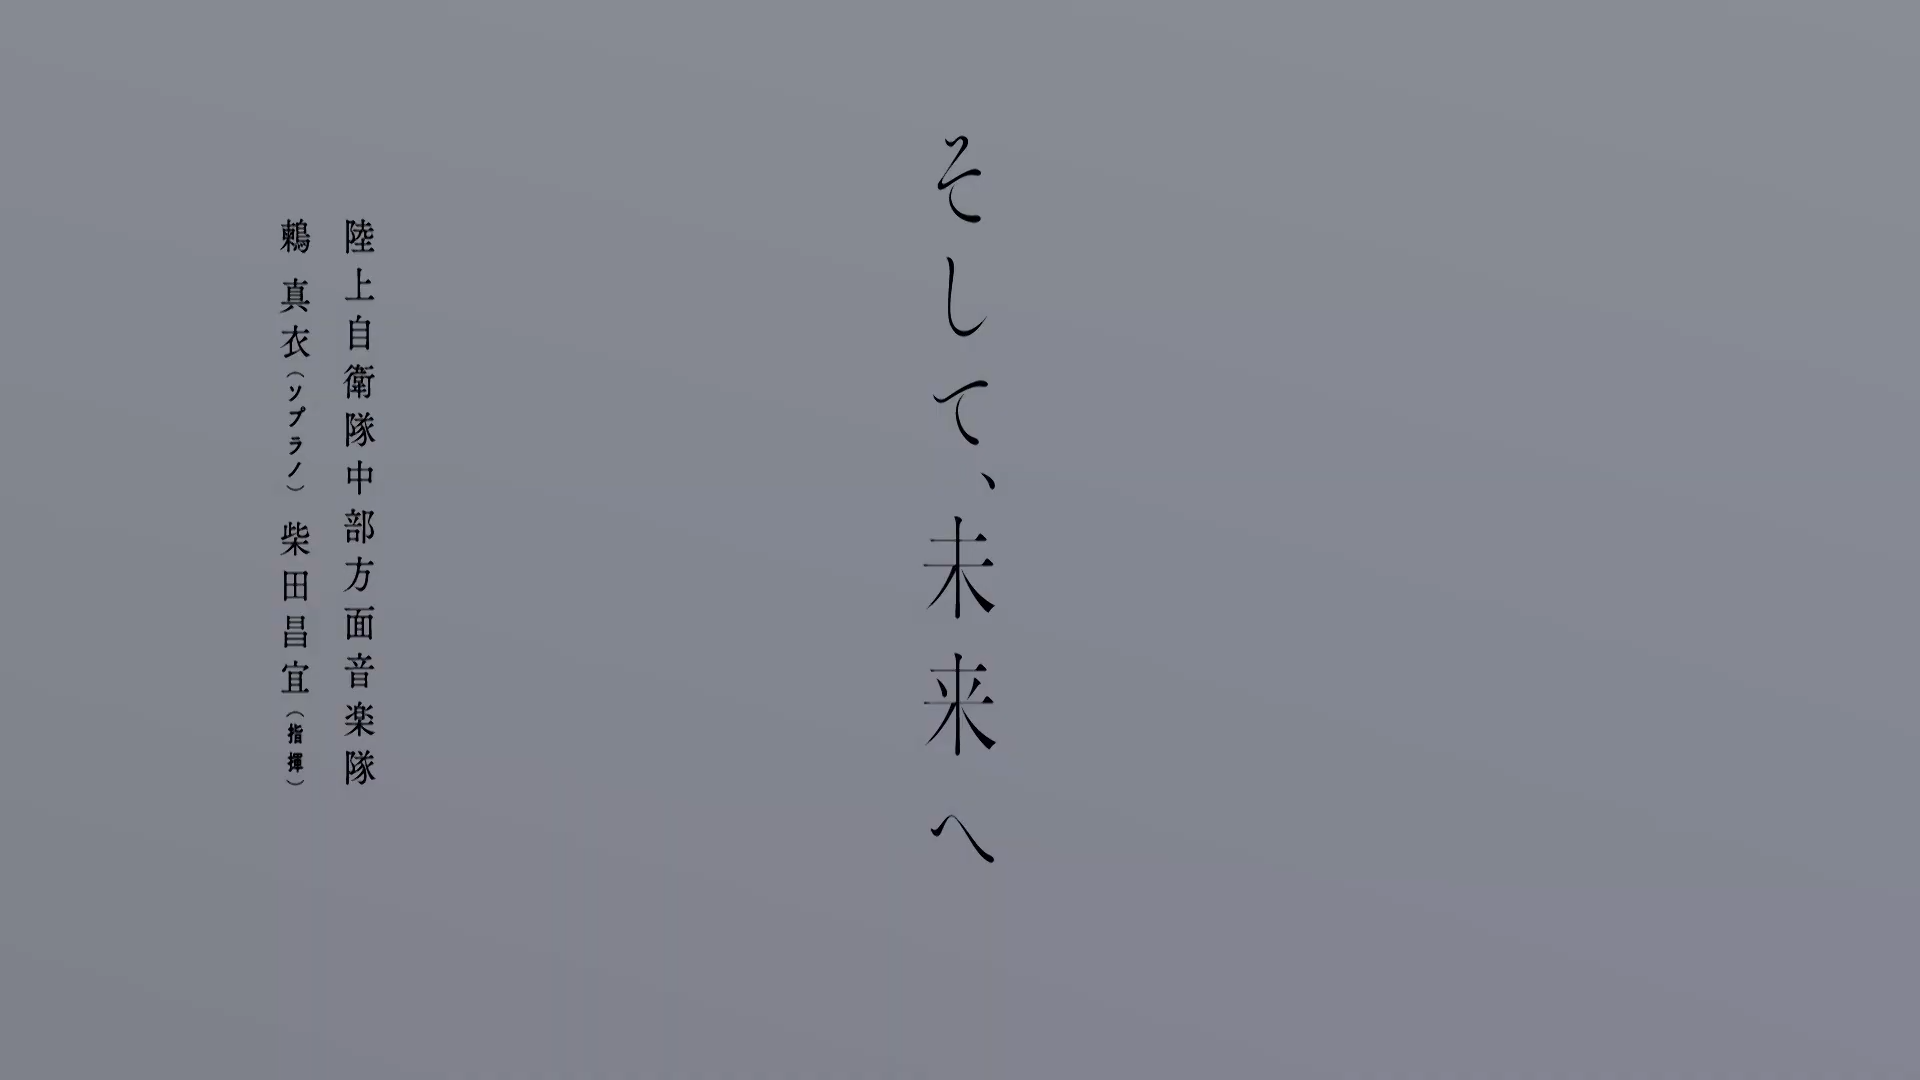 そして、未来へ
陸上自衛隊中部方面音楽隊
鶫 真衣（ソプラノ） 柴田昌宜（指揮）